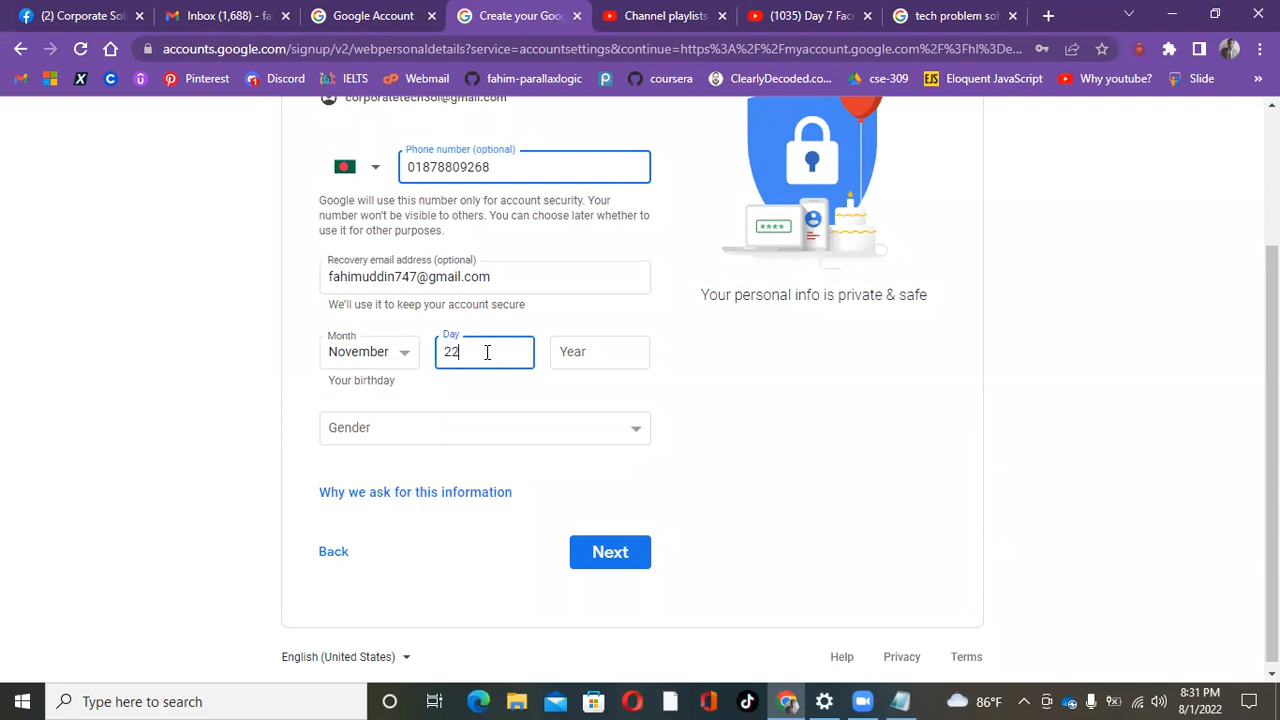 (2) Corporate Sol
Inbox (1,688) - fa
Google Account
Create your Goog
Channel playlists
(1035) Day 7 Fac
tech problem sol
accounts.google.com/signup/v2/webpersonaldetails?service=accountsettings&continue=https%3A%2F%2Fmyaccount.google.com%2F%3Fhl%3De...
Pinterest
Discord
IELTS
Webmail
fahim-parallaxlogic
coursera
ClearlyDecoded.co...
cse-309
Eloquent JavaScript
Why youtube?
Slide
»
corporatetech3ol@gmail.com
Phone number (optional)
01878809268
Google will use this number only for account security. Your
number won't be visible to others. You can choose later whether to
use it for other purposes.
Recovery email address (optional)
fahimuddin747@gmail.com
We'll use it to keep your account secure
Month
November
Day
22
Year
Your birthday
Gender
Why we ask for this information
Back
Next
****
Your personal info is private & safe
English (United States)
Help
Privacy
Terms
Type here to search
86°F
8:31 PM
8/1/2022